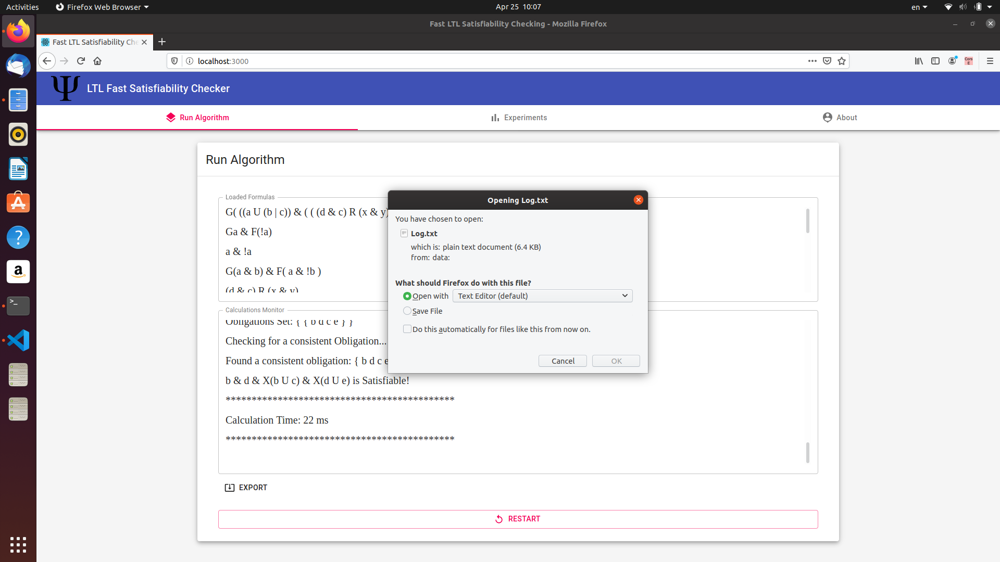 Activities
Firefox Web Browser
Apr 25 10:07
en
Fast LTL Satisfiability Checking - Mozilla Firefox
Fast LTL Satisfiability Che
localhost:3000
Cors
E
Ψ LTL Fast Satisfiability Checker
Run Algorithm
Experiments
About
Run Algorithm
Loaded Formulas
G( ((a U (b | c)) & ( ( (d & c) R (x & y)
Ga & F(!a)
a & !a
G(a & b) & F( a & !b )
(d & c) R (x & y)
Calculations Monitor
Obligations Set: { { b d c e } }
Checking for a consistent Obligation...
Found a consistent obligation: { b d c e
b & d & X(b U c) & X(d U e) is Satisfiable!
********************************************
Calculation Time: 22 ms
********************************************
EXPORT
RESTART
Opening Log.txt
You have chosen to open:
Log.txt
which is: plain text document (6.4 KB)
from: data:
What should Firefox do with this file?
Open with Text Editor (default)
Save File
Do this automatically for files like this from now on.
Cancel
OK